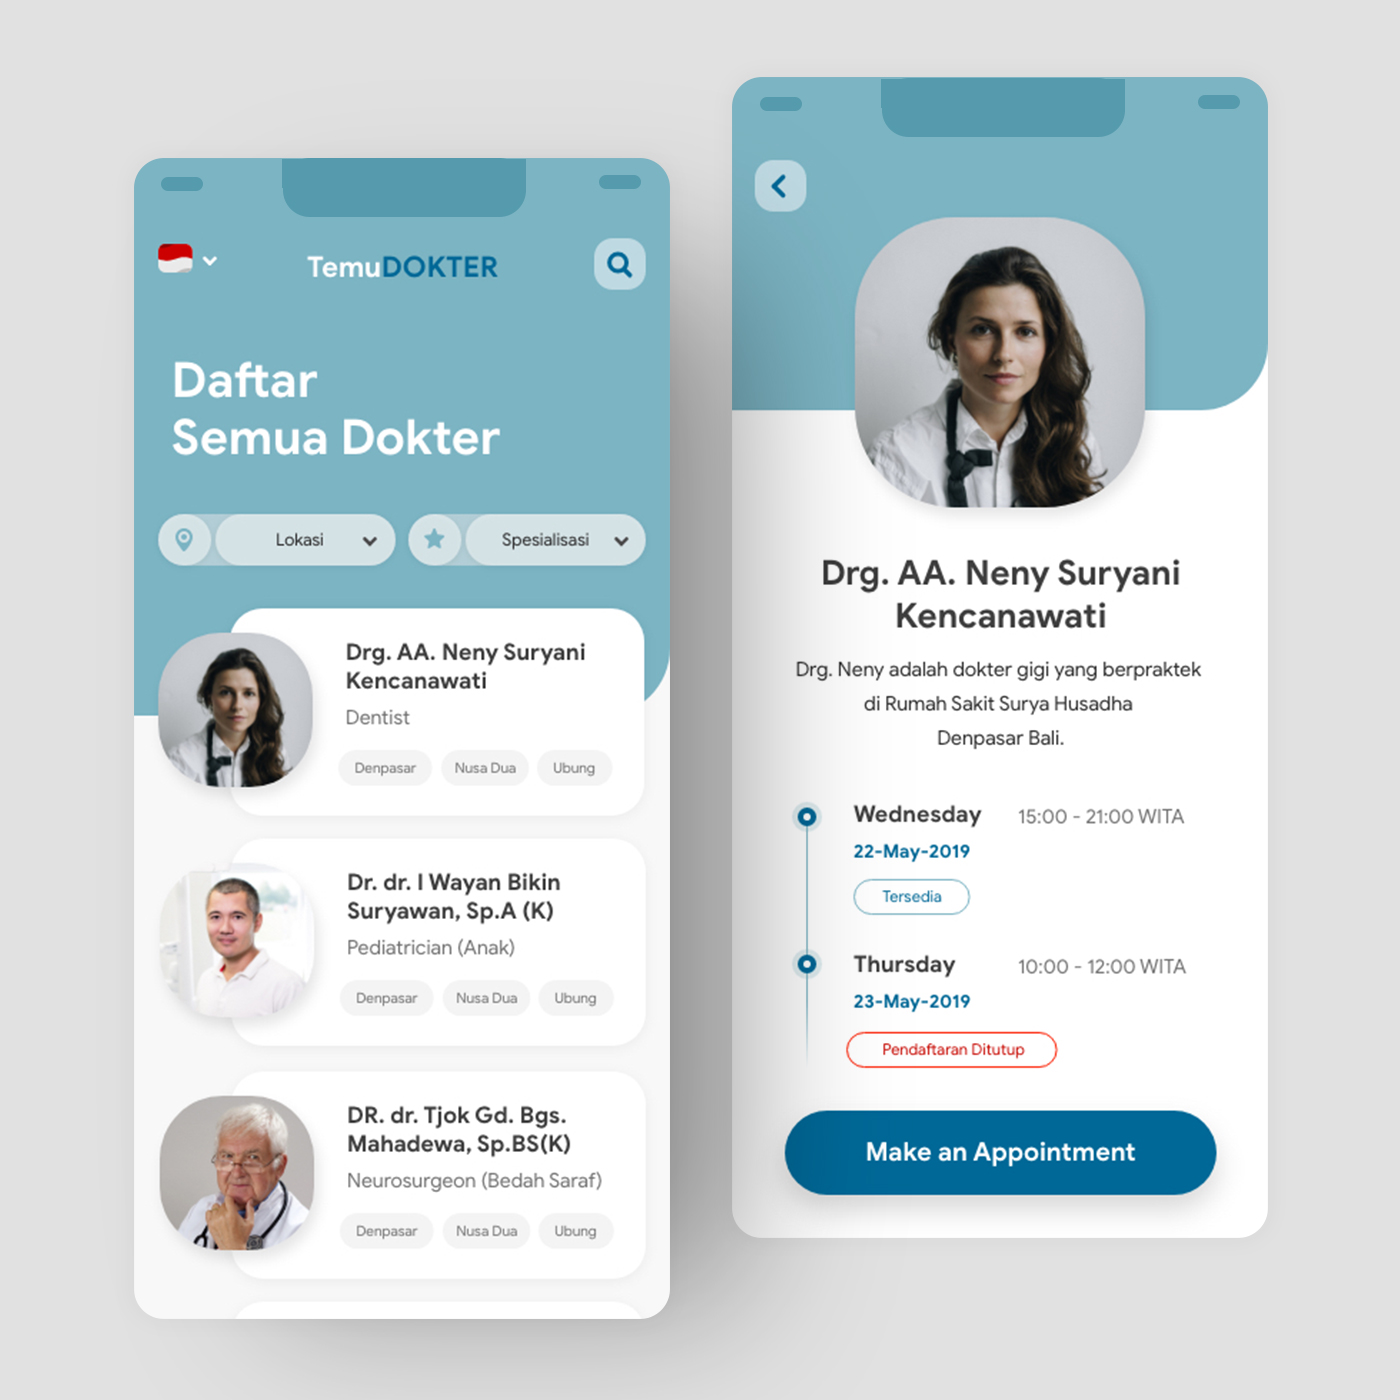 TemuDOKTER
Daftar
Semua Dokter
Lokasi
Spesialisasi
Drg. AA. Neny Suryani
Kencanawati
Dentist
Denpasar
Nusa Dua
Ubung
Dr. dr. I Wayan Bikin
Suryawan, Sp.A (K)
Pediatrician (Anak)
Denpasar
Nusa Dua
Ubung
DR. dr. Tjok Gd. Bgs.
Mahadewa, Sp.BS(K)
Neurosurgeon (Bedah Saraf)
Denpasar
Nusa Dua
Ubung
Drg. AA. Neny Suryani
Kencanawati
Drg. Neny adalah dokter gigi yang berpraktek
di Rumah Sakit Surya Husadha
Denpasar Bali.
Wednesday
15:00 - 21:00 WITA
22-May-2019
Tersedia
Thursday
10:00 - 12:00 WITA
23-May-2019
Pendaftaran Ditutup
Make an Appointment